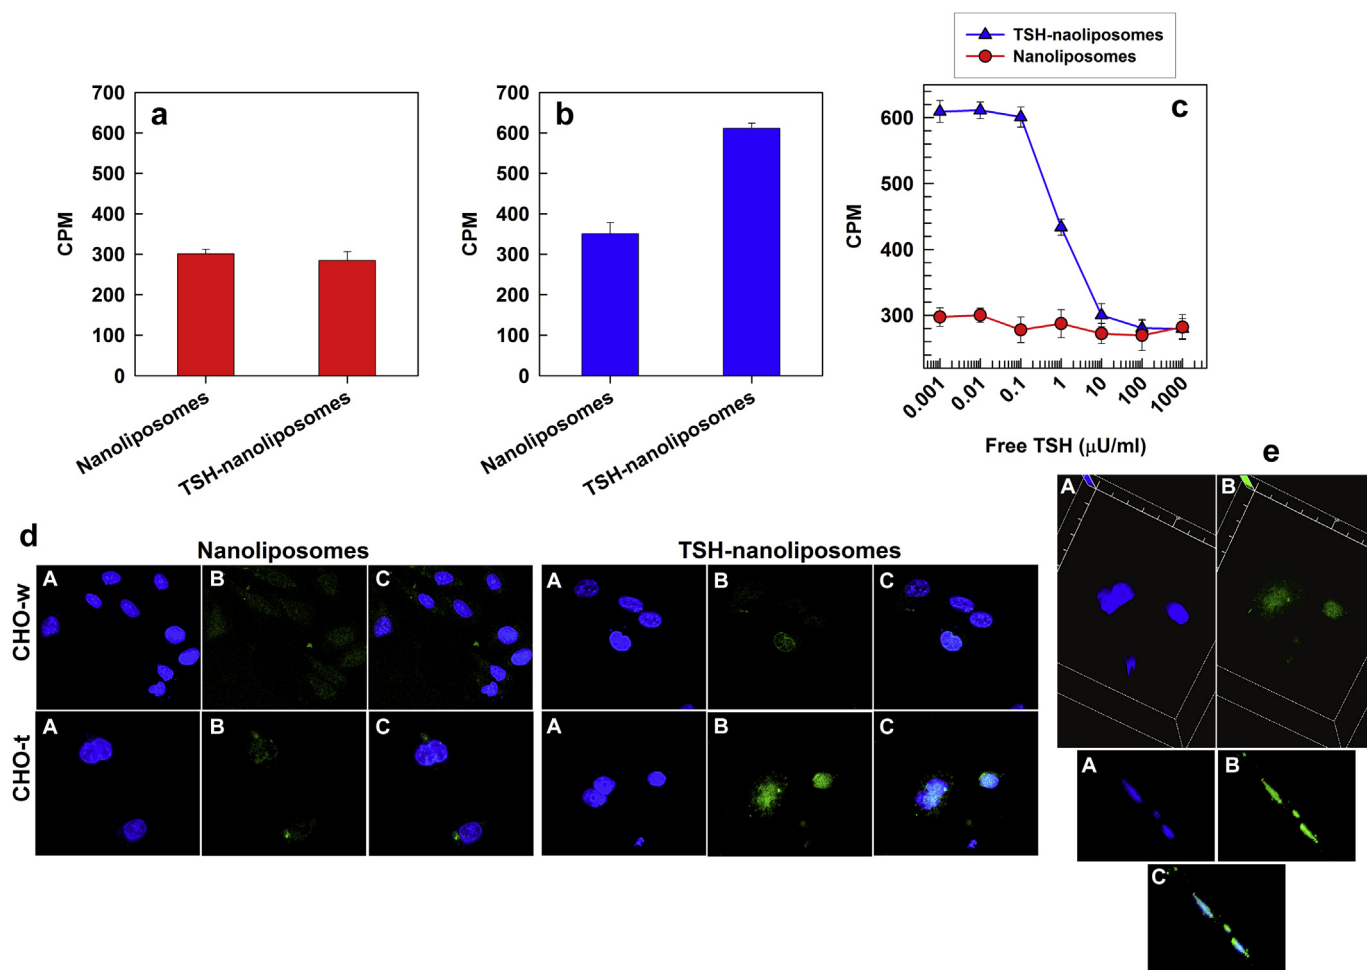 TSH-naoliposomes
Nanoliposomes
a
700
600
500
400
300
200
100
0
CPM
Nanoliposomes
TSH-nanoliposomes
b
700
600
500
400
300
200
100
0
CPM
Nanoliposomes
TSH-nanoliposomes
c
600
500
400
300
CPM
0.001
0.01
0.1
1
10
100
1000
Free TSH (μU/ml)
d
Nanoliposomes
TSH-nanoliposomes
CHO-w
A
B
C
A
B
C
CHO-t
A
B
C
A
B
C
e
A
B
A
B
C